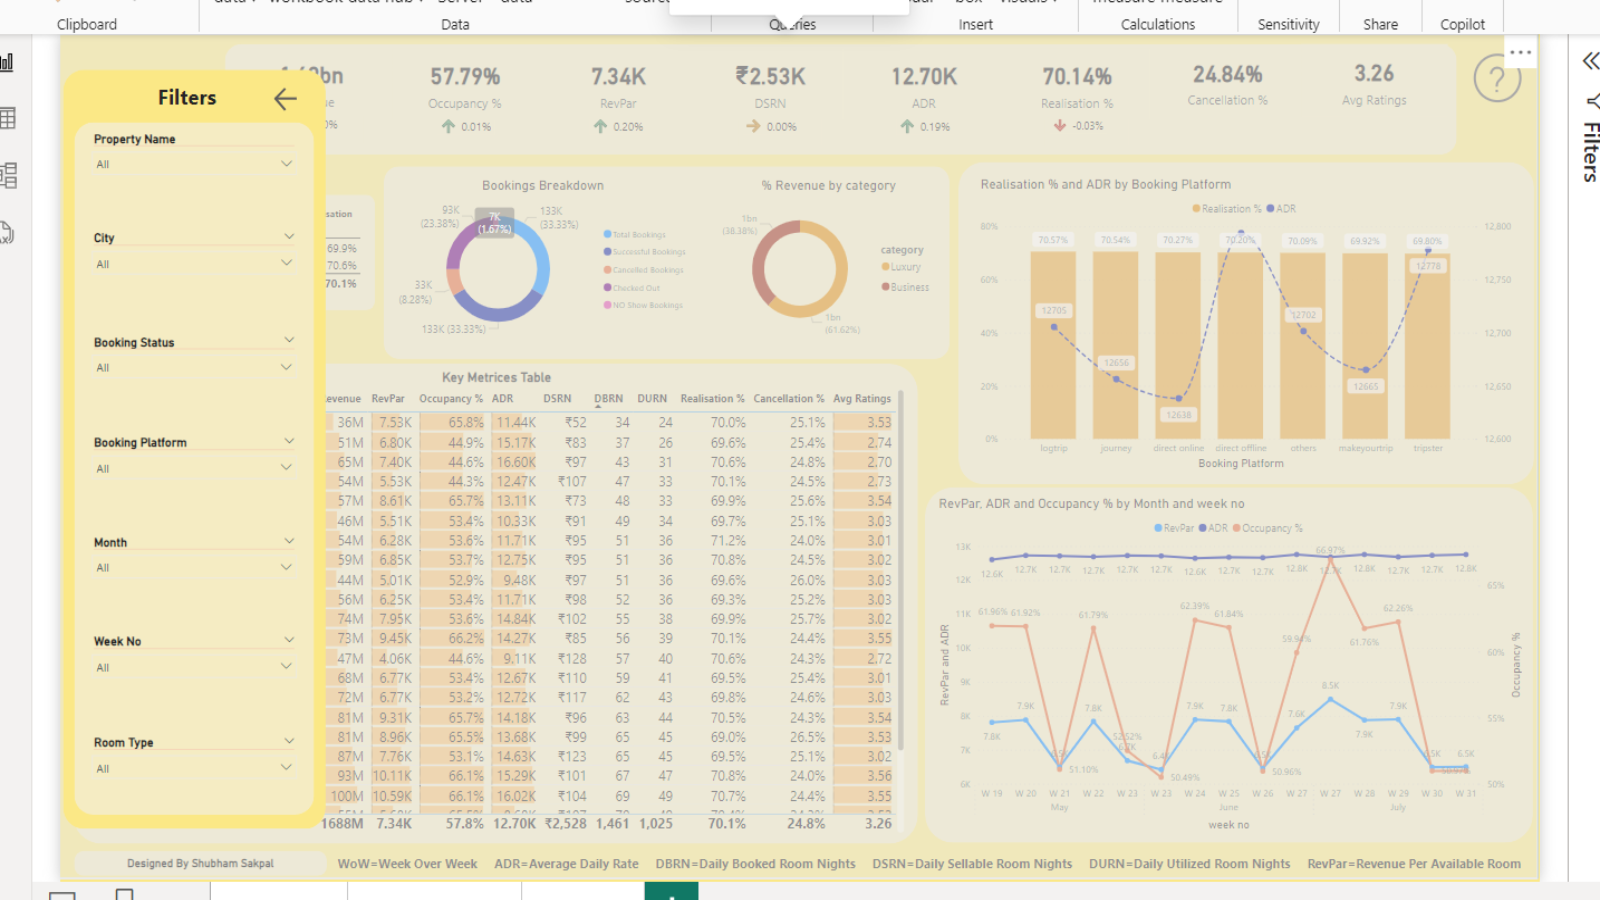 Clipboard
Data
Queries
Insert
Calculations
Sensitivity
Share
Copilot
Filters
Property Name
All
City
All
Booking Status
All
Booking Platform
All
Month
All
Week No
All
Room Type
All
57.79%
Occupancy %
0.01%
7.34K
RevPar
0.20%
₹2.53K
DSRN
0.00%
12.70K
ADR
0.19%
70.14%
Realisation %
-0.03%
24.84%
Cancellation %
3.26
Avg Ratings
?
Filters
69.9%
70.6%
70.1%
Bookings Breakdown
93K
(23.38%)
7K
(1.67%)
133K
(33.33%)
33K
(8.28%)
133K (33.33%)
Total Bookings
Successful Bookings
Cancelled Bookings
Checked Out
NO Show Bookings
% Revenue by category
1bn
(38.38%)
1bn
(61.62%)
category
Luxury
Business
Realisation % and ADR by Booking Platform
Realisation % ADR
80%
60%
40%
20%
0%
70.57% 70.54% 70.27% 70.20% 70.09% 69.92% 69.80%
12705
12656
12638
12702
12665
12778
12,800
12,750
12,700
12,650
12,600
logtrip journey direct online direct offline others makeyourtrip tripster
Booking Platform
Key Metrices Table
RevPar Occupancy % ADR DSRN DBRN DURN Realisation % Cancellation % Avg Ratings
36M 7.53K 65.8% 11.44K ₹52 34 24 70.0% 25.1% 3.53
51M 6.80K 44.9% 15.17K ₹83 37 26 69.6% 25.4% 2.74
65M 7.40K 44.6% 16.60K ₹97 43 31 70.6% 24.8% 2.70
54M 5.53K 44.3% 12.47K ₹107 47 33 70.1% 24.5% 2.73
57M 8.61K 65.7% 13.11K ₹73 48 33 69.9% 25.6% 3.54
46M 5.51K 53.4% 10.33K ₹91 49 34 69.7% 25.1% 3.03
54M 6.28K 53.6% 11.71K ₹95 51 36 71.2% 24.0% 3.01
59M 6.85K 53.7% 12.75K ₹95 51 36 70.8% 24.5% 3.02
44M 5.01K 52.9% 9.48K ₹97 51 36 69.6% 26.0% 3.03
56M 6.25K 53.4% 11.71K ₹98 52 36 69.3% 25.2% 3.03
74M 7.95K 53.6% 14.84K ₹102 55 38 69.9% 25.7% 3.02
73M 9.45K 66.2% 14.27K ₹85 56 39 70.1% 24.4% 3.55
47M 4.06K 44.6% 9.11K ₹128 57 40 70.6% 24.3% 2.72
68M 6.77K 53.4% 12.67K ₹110 59 41 69.5% 25.4% 3.01
72M 6.77K 53.2% 12.72K ₹117 62 43 69.8% 24.6% 3.03
81M 9.31K 65.7% 14.18K ₹96 63 44 70.5% 24.3% 3.54
81M 8.96K 65.5% 13.68K ₹99 65 45 69.0% 26.5% 3.53
87M 7.76K 53.1% 14.63K ₹123 65 45 69.5% 25.1% 3.02
93M 10.11K 66.1% 15.29K ₹101 67 47 70.8% 24.0% 3.56
100M 10.59K 66.1% 16.02K ₹104 69 49 70.7% 24.4% 3.55
1688M 7.34K 57.8% 12.70K ₹2,528 1,461 1,025 70.1% 24.8% 3.26
RevPar, ADR and Occupancy % by Month and week no
RevPar ADR Occupancy %
13K
12K
11K
10K
9K
8K
7K
6K
RevPar and ADR
12.6K 12.7K 12.7K 12.7K 12.7K 12.7K 12.6K 12.7K 12.7K 12.8K 12.8K 12.7K 12.7K 12.8K
61.96% 61.92% 61.79% 62.39% 61.84% 59.94% 66.97% 61.76% 62.26%
51.10% 52.52% 50.49% 50.96%
7.8K 7.9K 7.8K 7.9K 7.8K 7.6K 8.5K 7.9K 7.9K 6.5K
65%
60%
55%
50%
Occupancy %
W 19 W 20 W 21 W 22 W 23 W 23 W 24 W 25 W 26 W 27 W 27 W 28 W 29 W 30 W 31
May June July
week no
Designed By Shubham Sakpal
WoW=Week Over Week ADR=Average Daily Rate DBRN=Daily Booked Room Nights DSRN=Daily Sellable Room Nights DURN=Daily Utilized Room Nights RevPar=Revenue Per Available Room